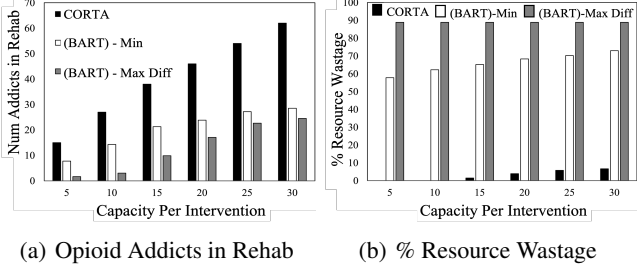 70
60
50
40
30
20
10
0
Num Addicts in Rehab
CORTA
(BART) - Min
(BART) - Max Diff
5 10 15 20 25 30
Capacity Per Intervention
(a) Opioid Addicts in Rehab
100
90
80
70
60
50
40
30
20
10
0
% Resource Wastage
CORTA (BART)-Min (BART)-Max Diff
5 10 15 20 25 30
Capacity Per Intervention
(b) % Resource Wastage